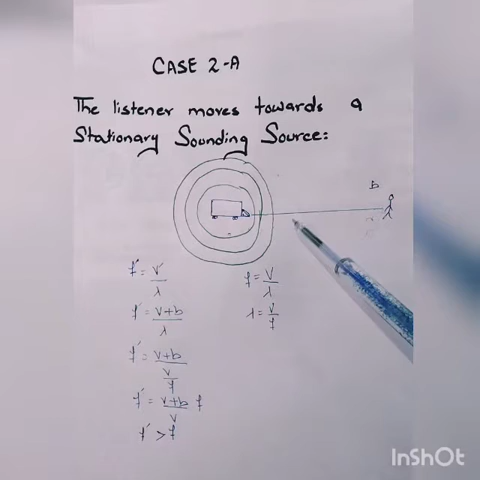 CASE 2-A
The listener moves towards a
Stationary Sounding Source:
b
f' = v'/λ
f' = v+b/λ
f' = v+b/v/f
f' = v+b/v f
f' > f
f = v/λ
λ = v/f
InShOt